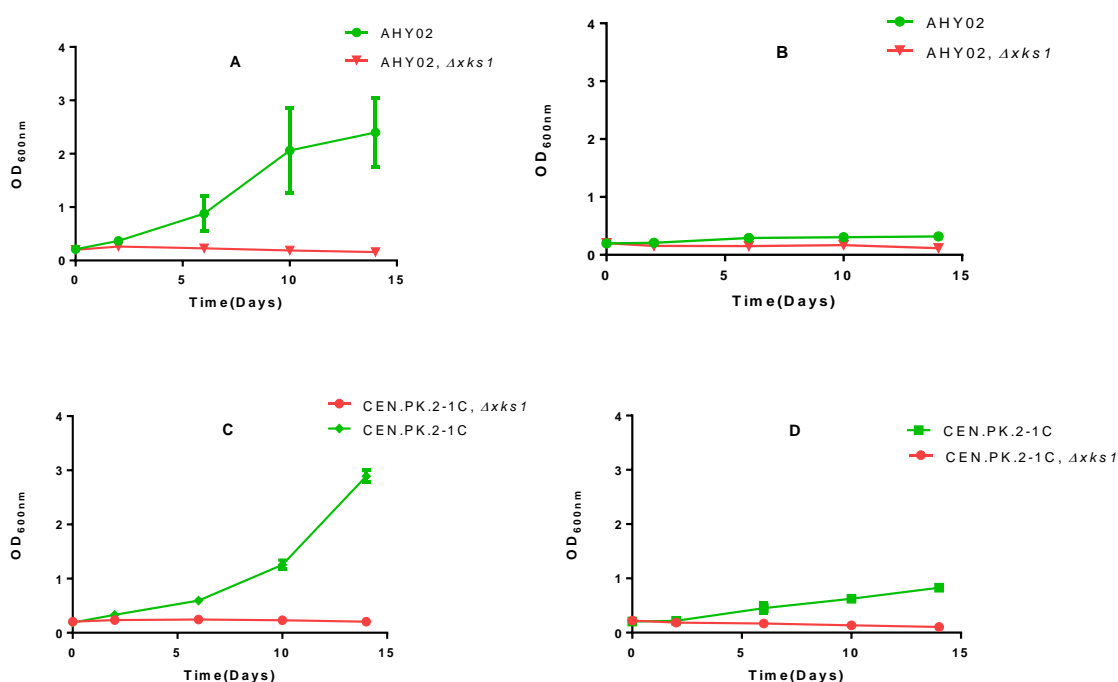 AHY02
AHY02, Δxks1
A
4
3
2
1
0
OD600nm
0
5
10
15
Time(Days)
AHY02
AHY02, Δxks1
B
4
3
2
1
0
OD600nm
0
5
10
15
Time(Days)
CEN.PK.2-1C, Δxks1
CEN.PK.2-1C
C
4
3
2
1
0
OD600nm
0
5
10
15
Time(Days)
CEN.PK.2-1C
CEN.PK.2-1C, Δxks1
D
4
3
2
1
0
OD600nm
0
5
10
15
Time(Days)